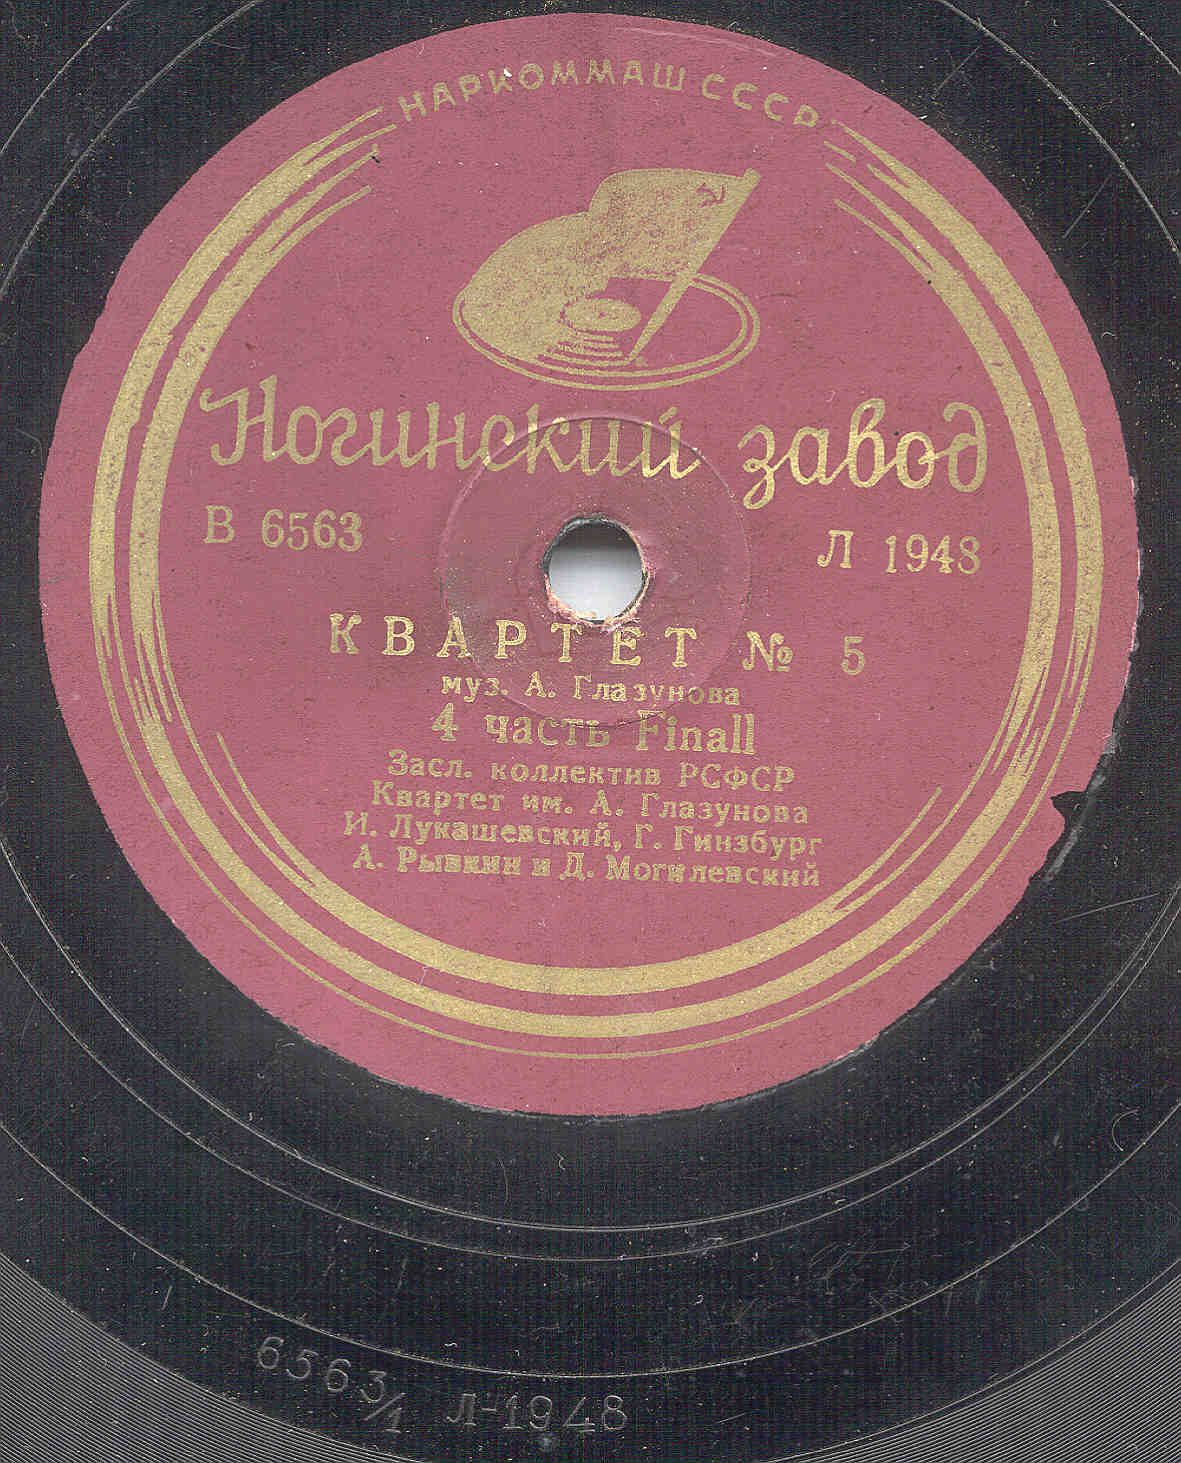 НАРКОММАШ СССР
Ногинский завод
В 6563
Л 1948
КВАРТЕТ № 5
муз. А. Глазунова
4 часть Finall
Засл. коллектив РСФСР
Квартет им. А. Глазунова
И. Лукашевский, Г. Гинзбург
А. Рывкин и Д. Могилевский
6563/1 Л-1948